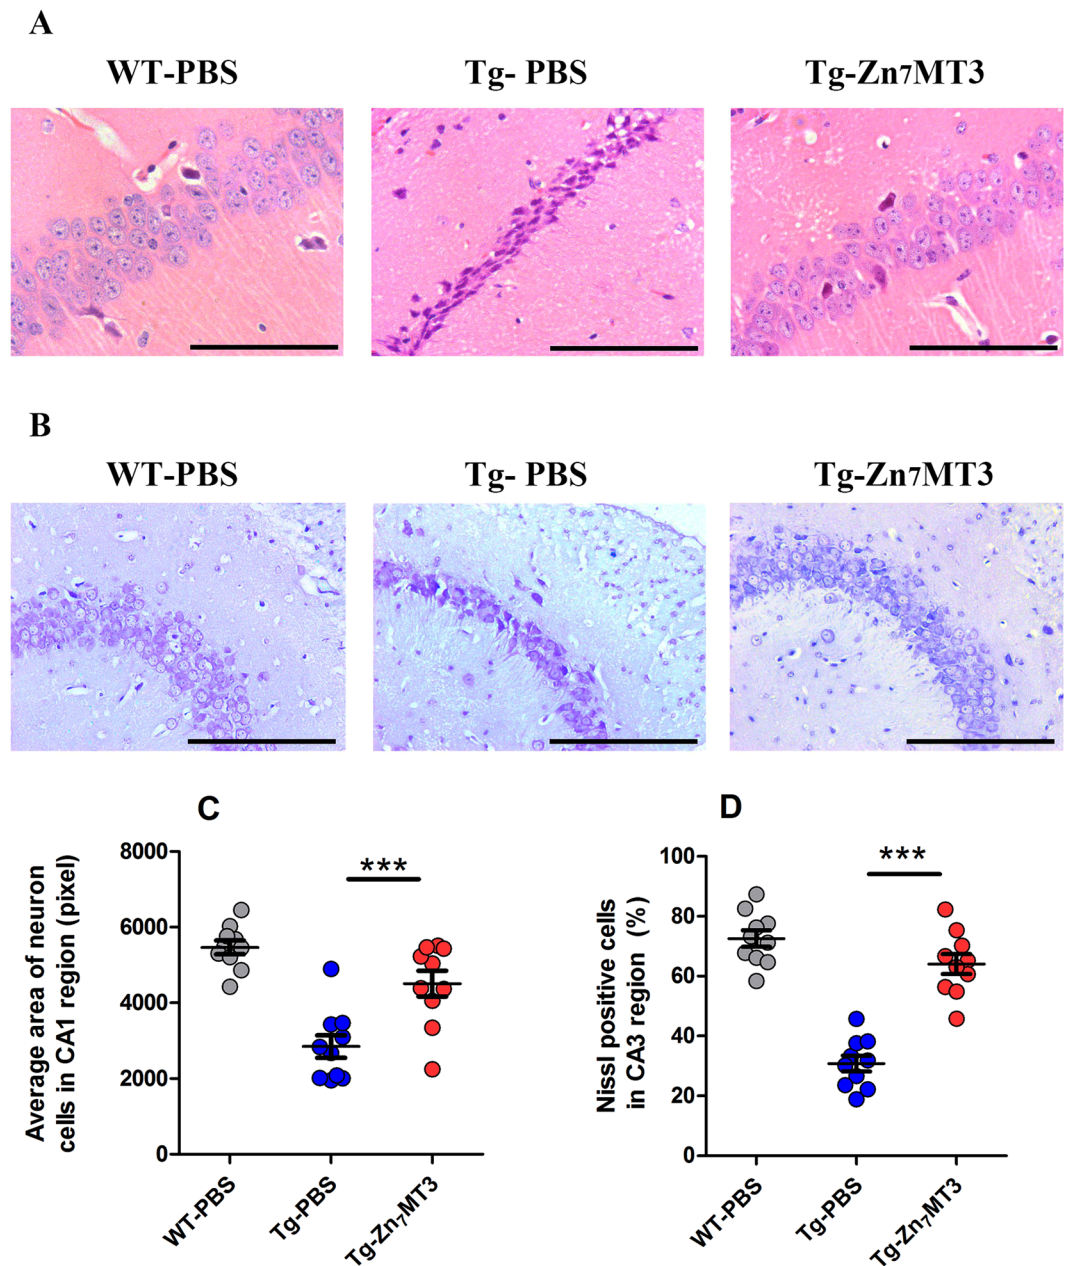 A
WT-PBS Tg- PBS Tg-Zn7MT3
B
WT-PBS Tg- PBS Tg-Zn7MT3
C
Average area of neuron
cells in CA1 region (pixel)
8000
6000
4000
2000
0
***
WT-PBS
Tg-PBS
Tg-Zn₇MT3
D
Nissl positive cells
in CA3 region (%)
100
80
60
40
20
0
***
WT-PBS
Tg-PBS
Tg-Zn₇MT3